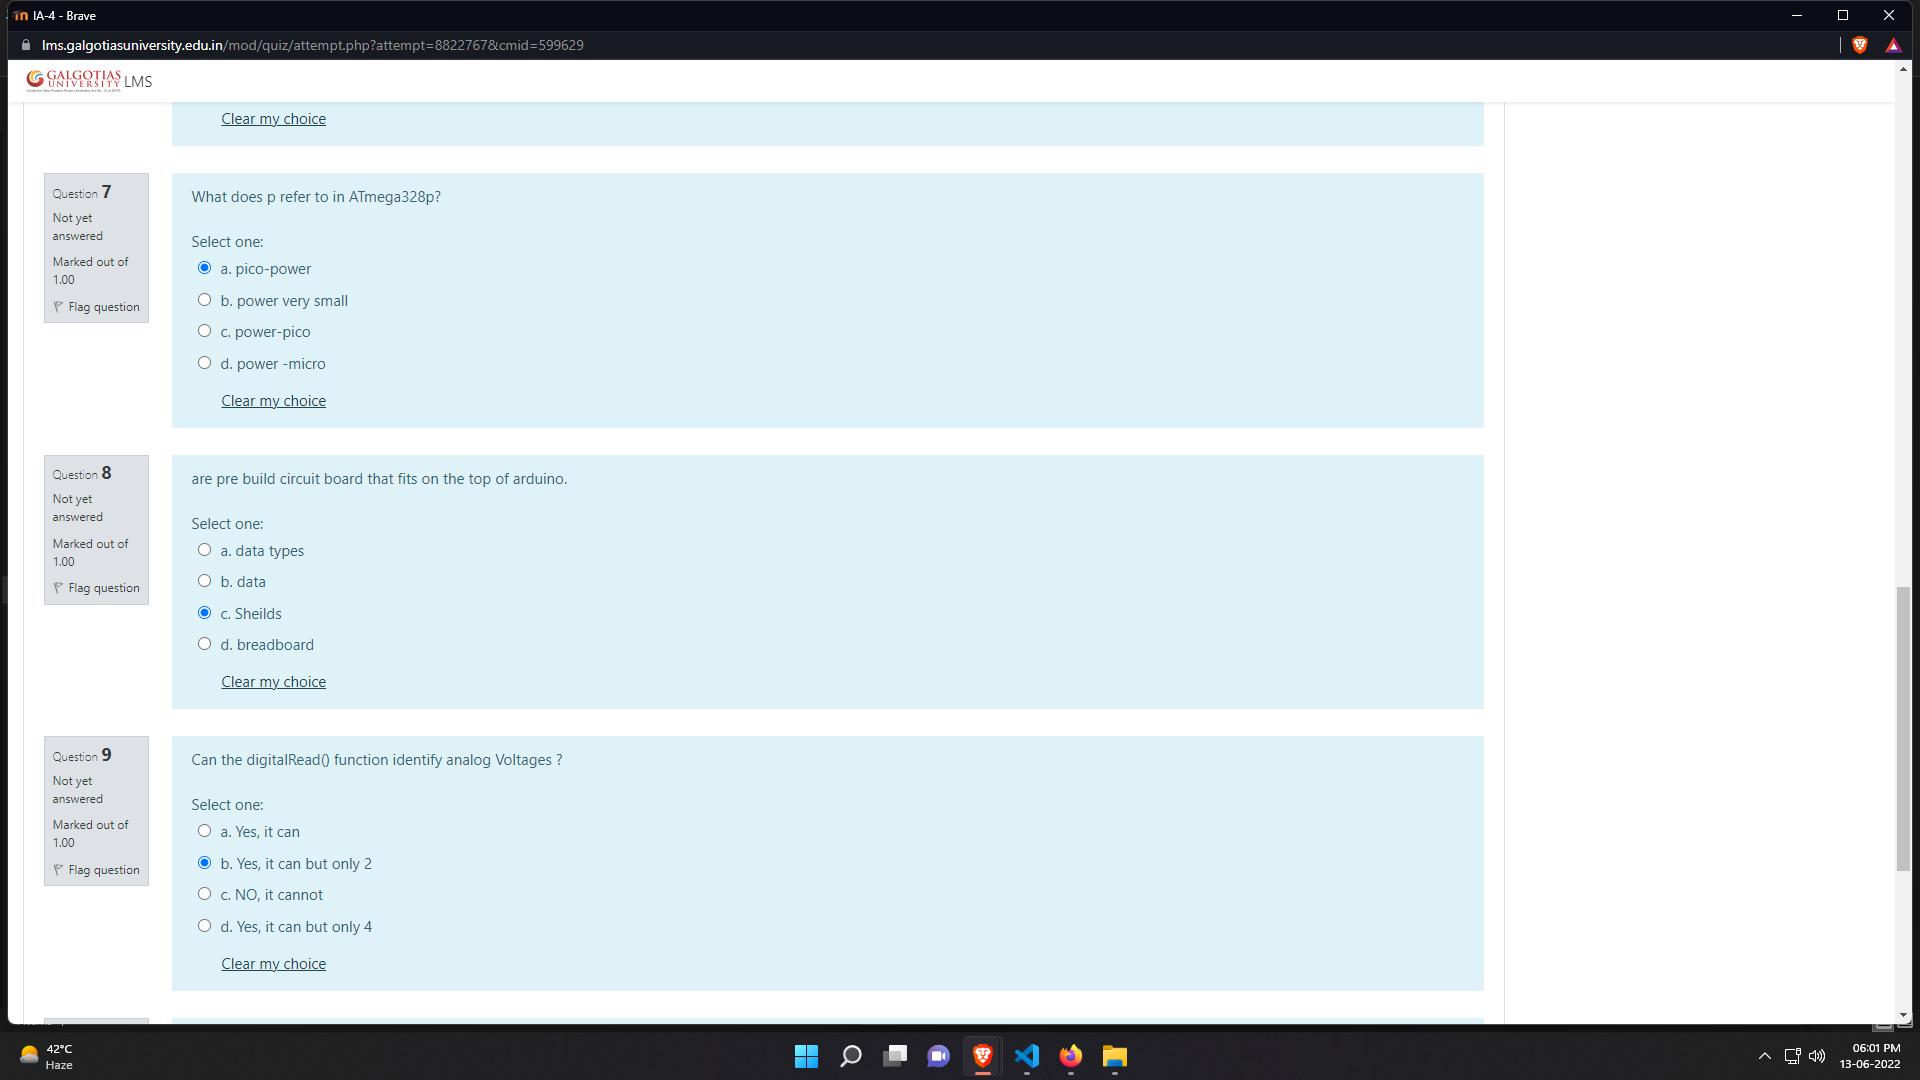 IA-4 - Brave
lms.galgotiasuniversity.edu.in/mod/quiz/attempt.php?attempt=8822767&cmid=599629
GALGOTIAS
UNIVERSITY LMS
Clear my choice
Question 7
Not yet
answered
Marked out of
1.00
Flag question
What does p refer to in ATmega328p?
Select one:
a. pico-power
b. power very small
c. power-pico
d. power -micro
Clear my choice
Question 8
Not yet
answered
Marked out of
1.00
Flag question
are pre build circuit board that fits on the top of arduino.
Select one:
a. data types
b. data
c. Sheilds
d. breadboard
Clear my choice
Question 9
Not yet
answered
Marked out of
1.00
Flag question
Can the digitalRead() function identify analog Voltages ?
Select one:
a. Yes, it can
b. Yes, it can but only 2
c. NO, it cannot
d. Yes, it can but only 4
Clear my choice
42°C
Haze
06:01 PM
13-06-2022